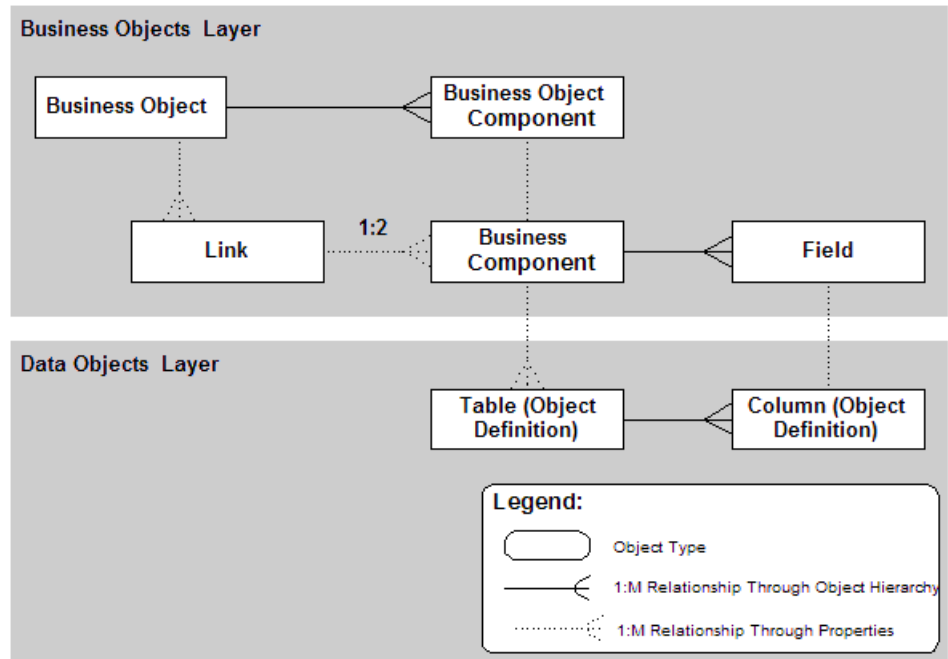 Business Objects Layer
Business Object
Business Object
Component
1:2
Link
Business
Component
Field
Data Objects Layer
Table (Object
Definition)
Column (Object
Definition)
Legend:
Object Type
1:M Relationship Through Object Hierarchy
1:M Relationship Through Properties